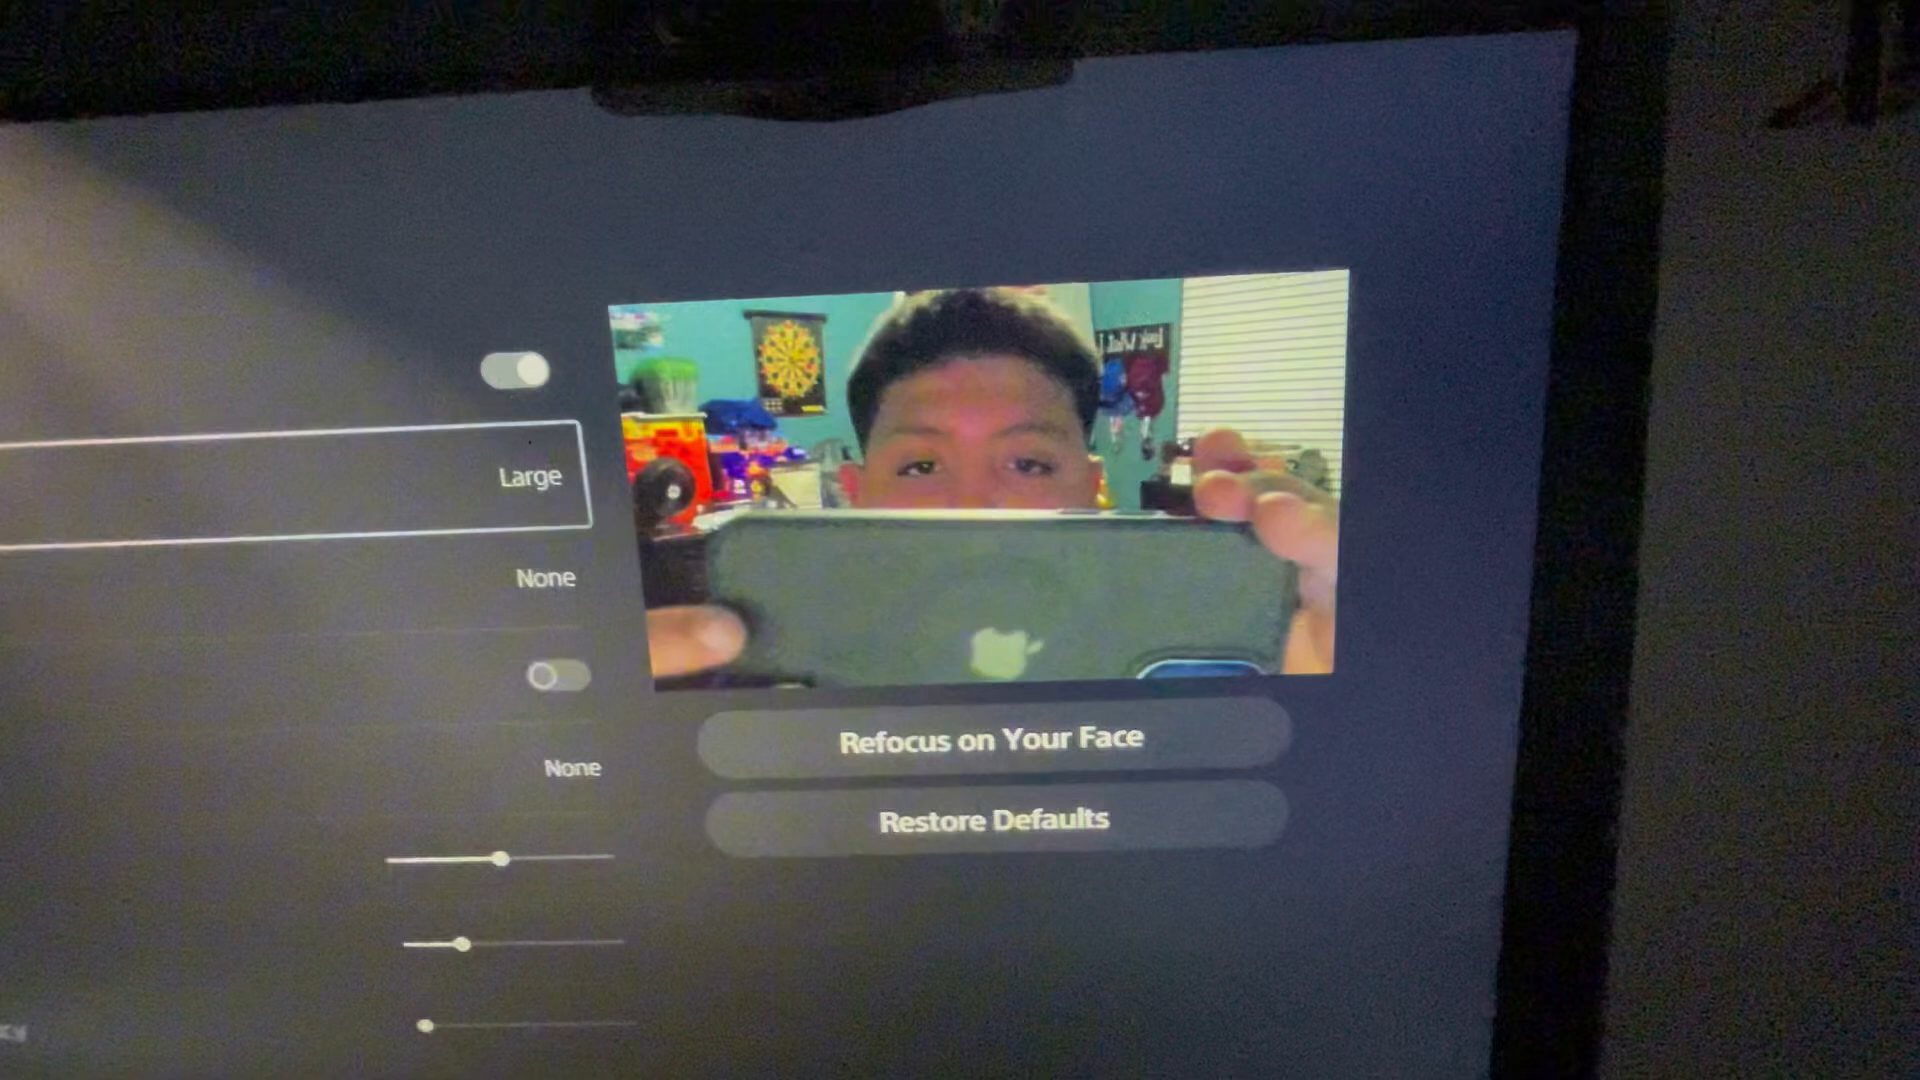 Large
None
None
Refocus on Your Face
Restore Defaults